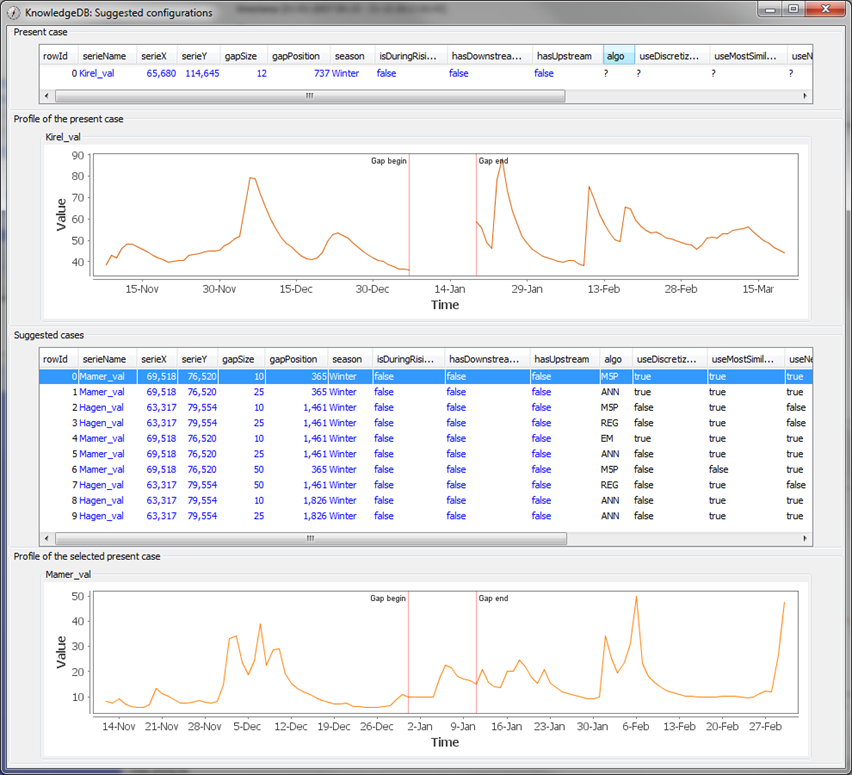 KnowledgeDB: Suggested configurations
Present case
rowId serieName serieX serieY gapSize gapPosition season isDuringRisi... hasDownstrea... hasUpstream algo useDiscretiz... useMostSimil... useN
0 Kirel_val 65,680 114,645 12 737 Winter false false false ? ? ? ?
Profile of the present case
Kirel_val
Value
90
80
70
60
50
40
Gap begin Gap end
15-Nov 30-Nov 15-Dec 30-Dec 14-Jan 29-Jan 13-Feb 28-Feb 15-Mar
Time
Suggested cases
rowId serieName serieX serieY gapSize gapPosition season isDuringRisi... hasDownstrea... hasUpstream algo useDiscretiz... useMostSimil... useNe
0 Mamer_val 69,518 76,520 10 365 Winter false false false M5P true true true
1 Mamer_val 69,518 76,520 25 365 Winter false false false ANN true true true
2 Hagen_val 63,317 79,554 10 1,461 Winter false false false M5P false true false
3 Hagen_val 63,317 79,554 25 1,461 Winter false false false REG false true false
4 Mamer_val 69,518 76,520 10 365 Winter false false false EM true true true
5 Mamer_val 69,518 76,520 25 365 Winter false false false ANN false true true
6 Mamer_val 69,518 76,520 50 365 Winter false false false M5P false false true
7 Hagen_val 63,317 79,554 50 1,461 Winter false false false REG false true false
8 Hagen_val 63,317 79,554 10 1,826 Winter false false false ANN false true true
9 Hagen_val 63,317 79,554 25 1,826 Winter false false false ANN false true true
Profile of the selected present case
Mamer_val
Value
50
40
30
20
10
Gap begin Gap end
14-Nov 21-Nov 28-Nov 5-Dec 12-Dec 19-Dec 26-Dec 2-Jan 9-Jan 16-Jan 23-Jan 30-Jan 6-Feb 13-Feb 20-Feb 27-Feb
Time